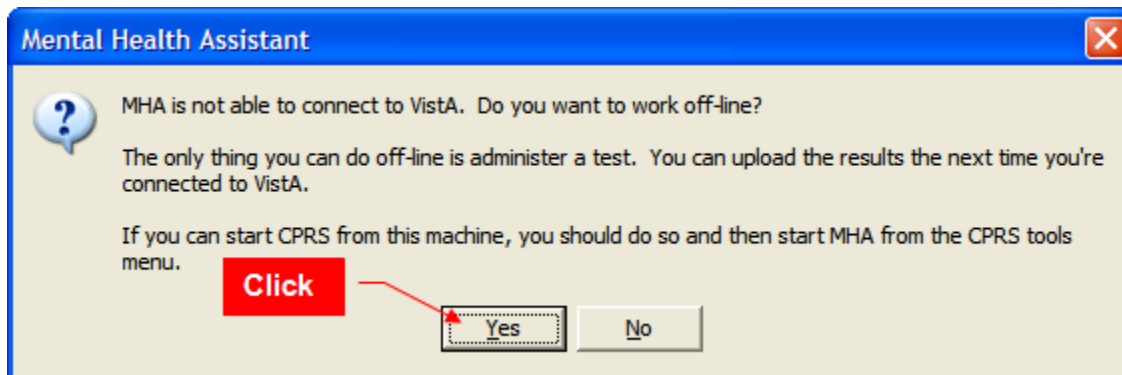 Mental Health Assistant
MHA is not able to connect to VistA. Do you want to work off-line?
The only thing you can do off-line is administer a test. You can upload the results the next time you're
connected to VistA.
If you can start CPRS from this machine, you should do so and then start MHA from the CPRS tools
menu.
Click
Yes No